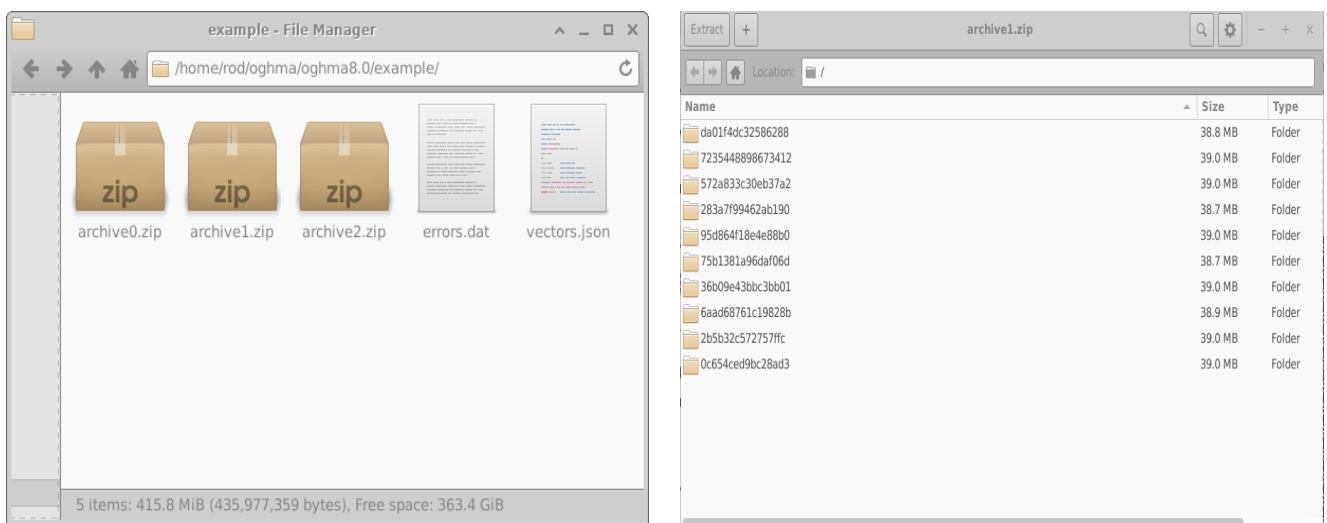 example - File Manager
/home/rod/oghma/oghma8.0/example/
zip zip zip
archive0.zip archive1.zip archive2.zip errors.dat vectors.json
5 items: 415.8 MiB (435,977,359 bytes), Free space: 363.4 GiB
Extract + archive1.zip
Location: /
Name Size Type
da01f4dc32586288 38.8 MB Folder
7235448898673412 39.0 MB Folder
572a833c30eb37a2 39.0 MB Folder
283a7f99462ab190 38.7 MB Folder
95d864f18e4e88b0 39.0 MB Folder
75b1381a96daf06d 38.7 MB Folder
36b09e43bbc3bb01 39.0 MB Folder
6aad68761c19828b 38.9 MB Folder
2b5b32c572757ffc 39.0 MB Folder
0c654ced9bc28ad3 39.0 MB Folder